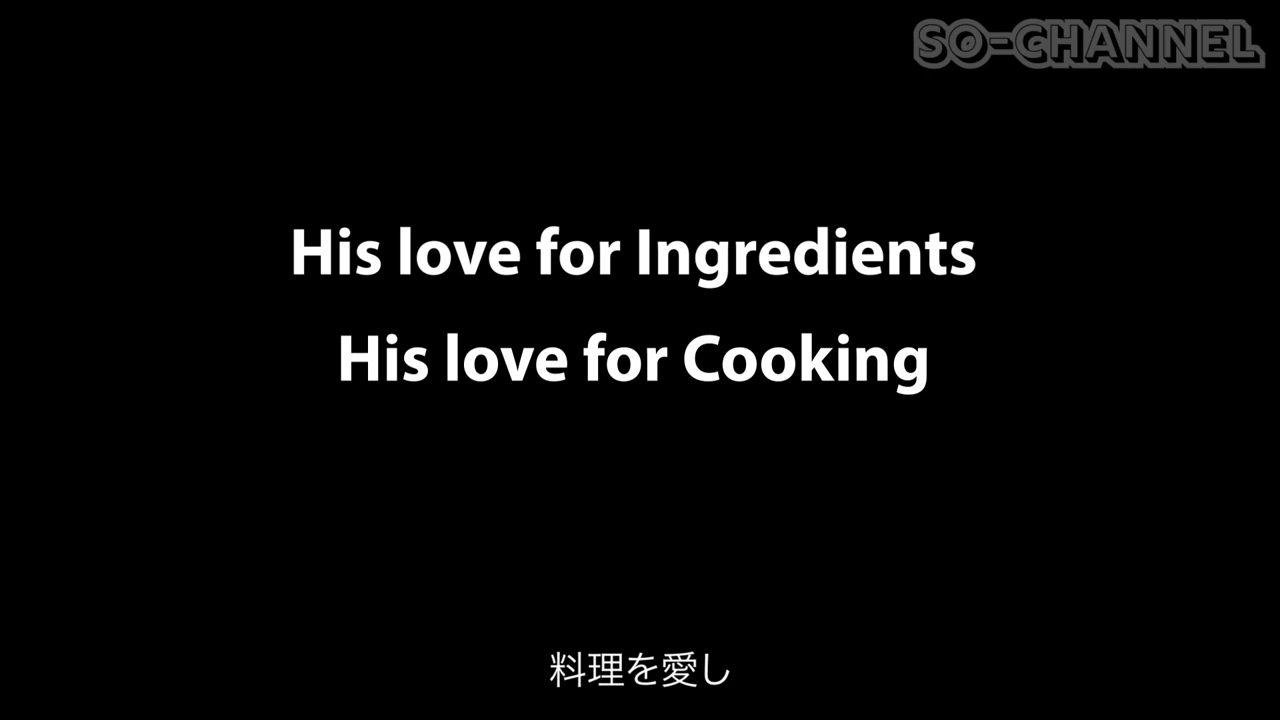 SO-CHANNEL
His love for Ingredients
His love for Cooking
料理を愛し